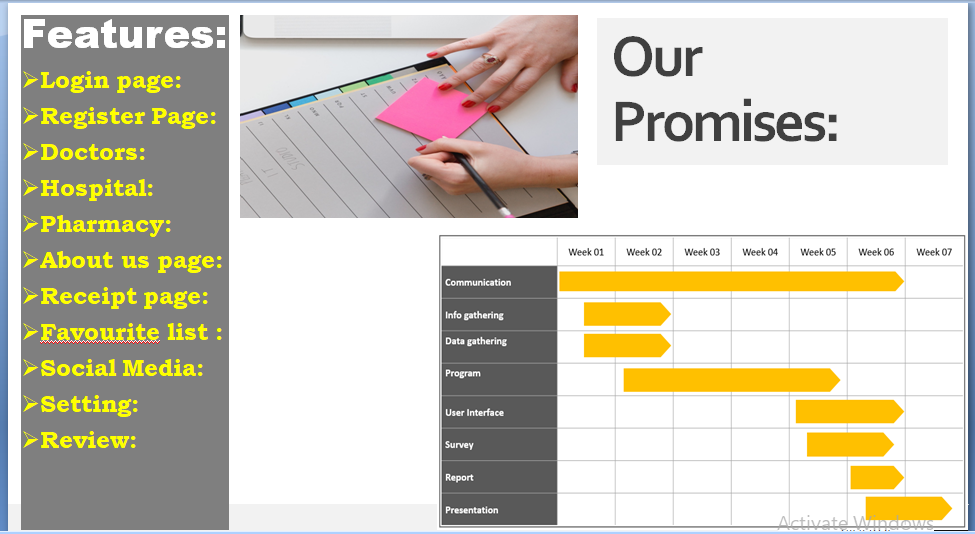 Features:
➢Login page:
➢Register Page:
➢Doctors:
➢Hospital:
➢Pharmacy:
➢About us page:
➢Receipt page:
➢Favourite list :
➢Social Media:
➢Setting:
➢Review:
Our
Promises:
Week 01 Week 02 Week 03 Week 04 Week 05 Week 06 Week 07
Communication
Info gathering
Data gathering
Program
User Interface
Survey
Report
Presentation
Activate Windows